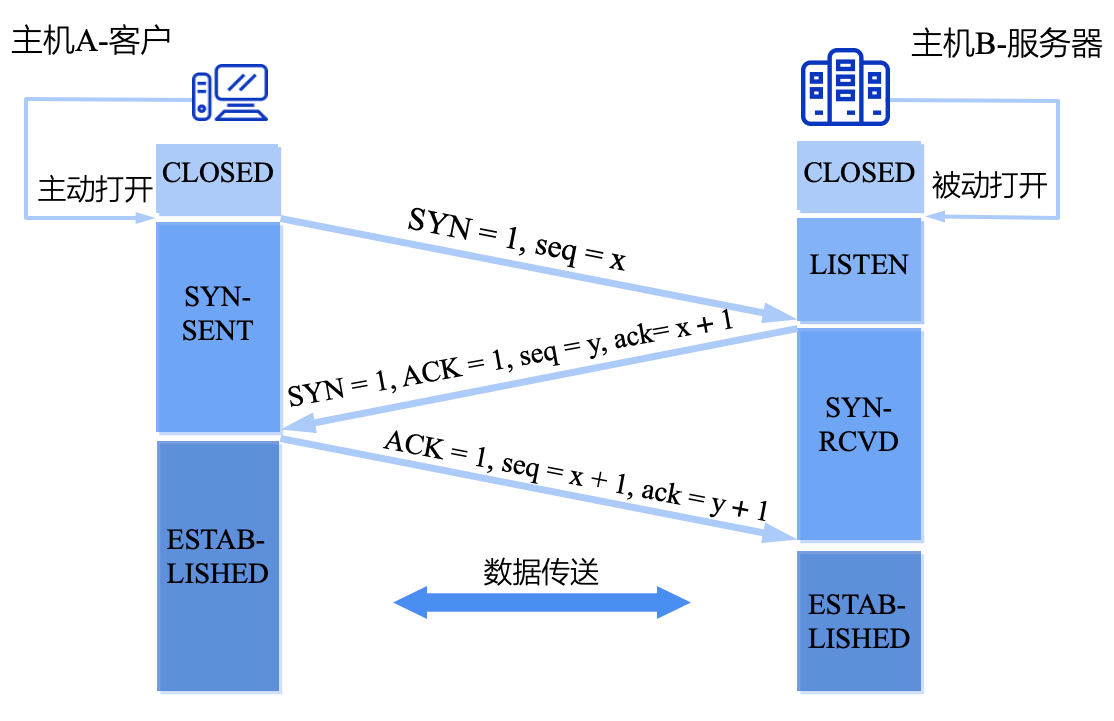 主机A-客户
主机B-服务器
CLOSED
CLOSED
主动打开
被动打开
SYN = 1, seq = x
LISTEN
SYN-
SENT
SYN = 1, ACK = 1, seq = y, ack= x + 1
SYN-
RCVD
ACK = 1, seq = x + 1, ack = y + 1
ESTAB-
LISHED
数据传送
ESTAB-
LISHED